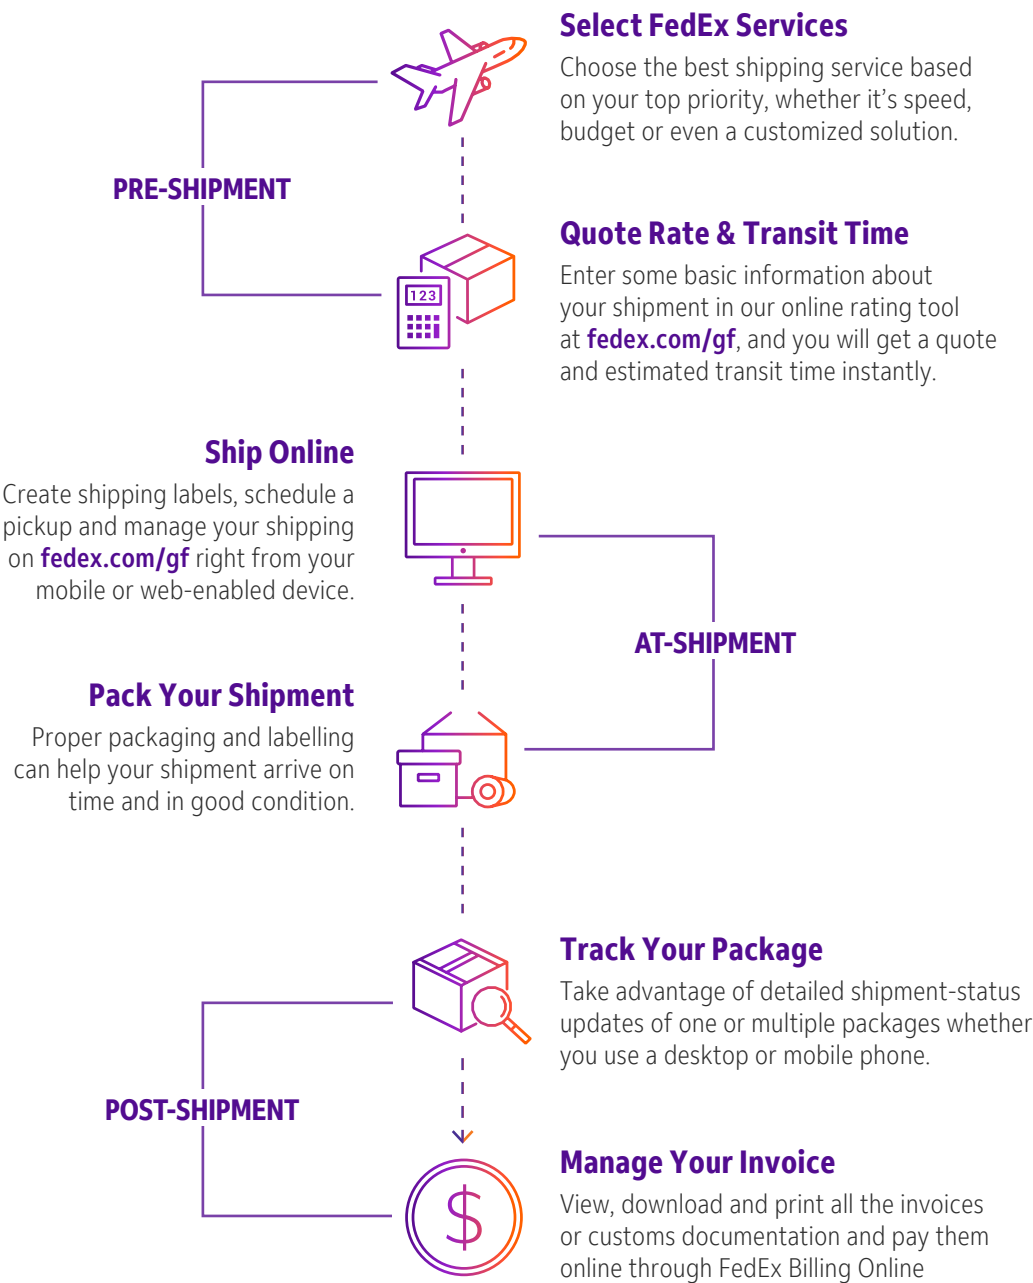 Select FedEx Services
Choose the best shipping service based
on your top priority, whether it’s speed,
budget or even a customized solution.
PRE-SHIPMENT
Quote Rate & Transit Time
Enter some basic information about
your shipment in our online rating tool
at fedex.com/gf, and you will get a quote
and estimated transit time instantly.
123
Ship Online
Create shipping labels, schedule a
pickup and manage your shipping
on fedex.com/gf right from your
mobile or web-enabled device.
AT-SHIPMENT
Pack Your Shipment
Proper packaging and labelling
can help your shipment arrive on
time and in good condition.
Track Your Package
Take advantage of detailed shipment-status
updates of one or multiple packages whether
you use a desktop or mobile phone.
POST-SHIPMENT
Manage Your Invoice
View, download and print all the invoices
or customs documentation and pay them
online through FedEx Billing Online
$